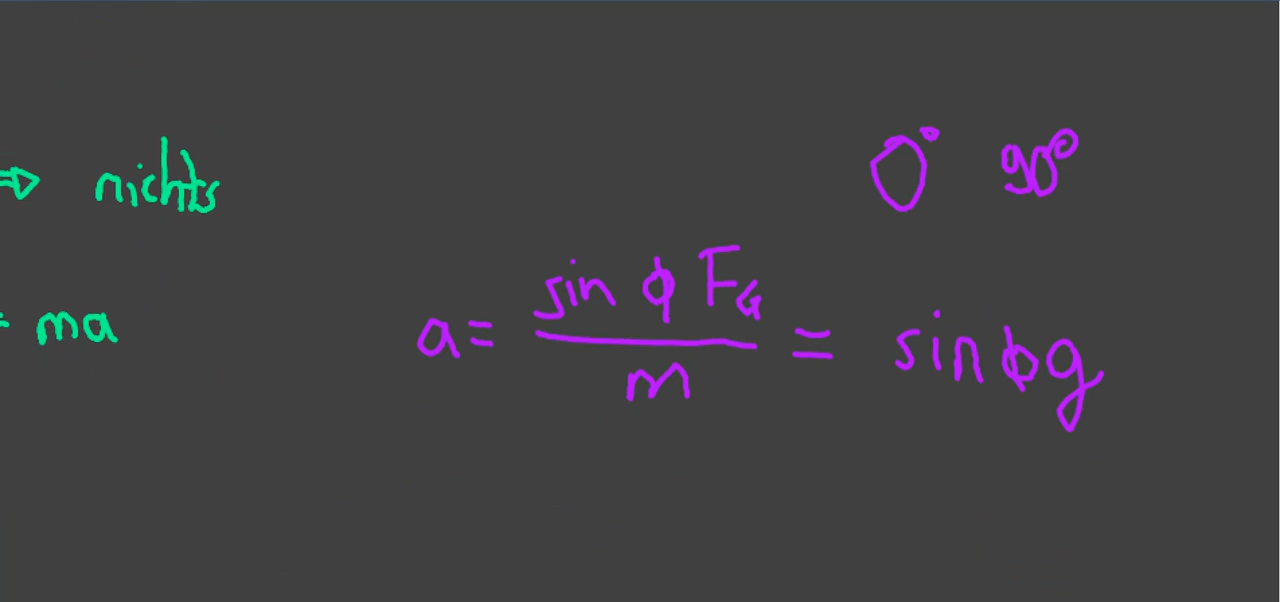 0° 90°
⇒ nichts
= ma
a = sin ϕ F_G / m = sin ϕ g